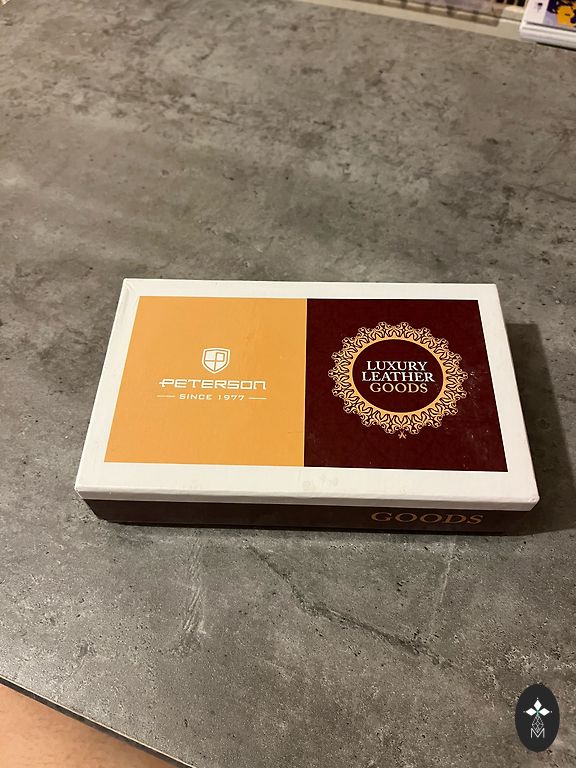 PETERSON
SINCE 1977
LUXURY
LEATHER
GOODS
GOODS
M